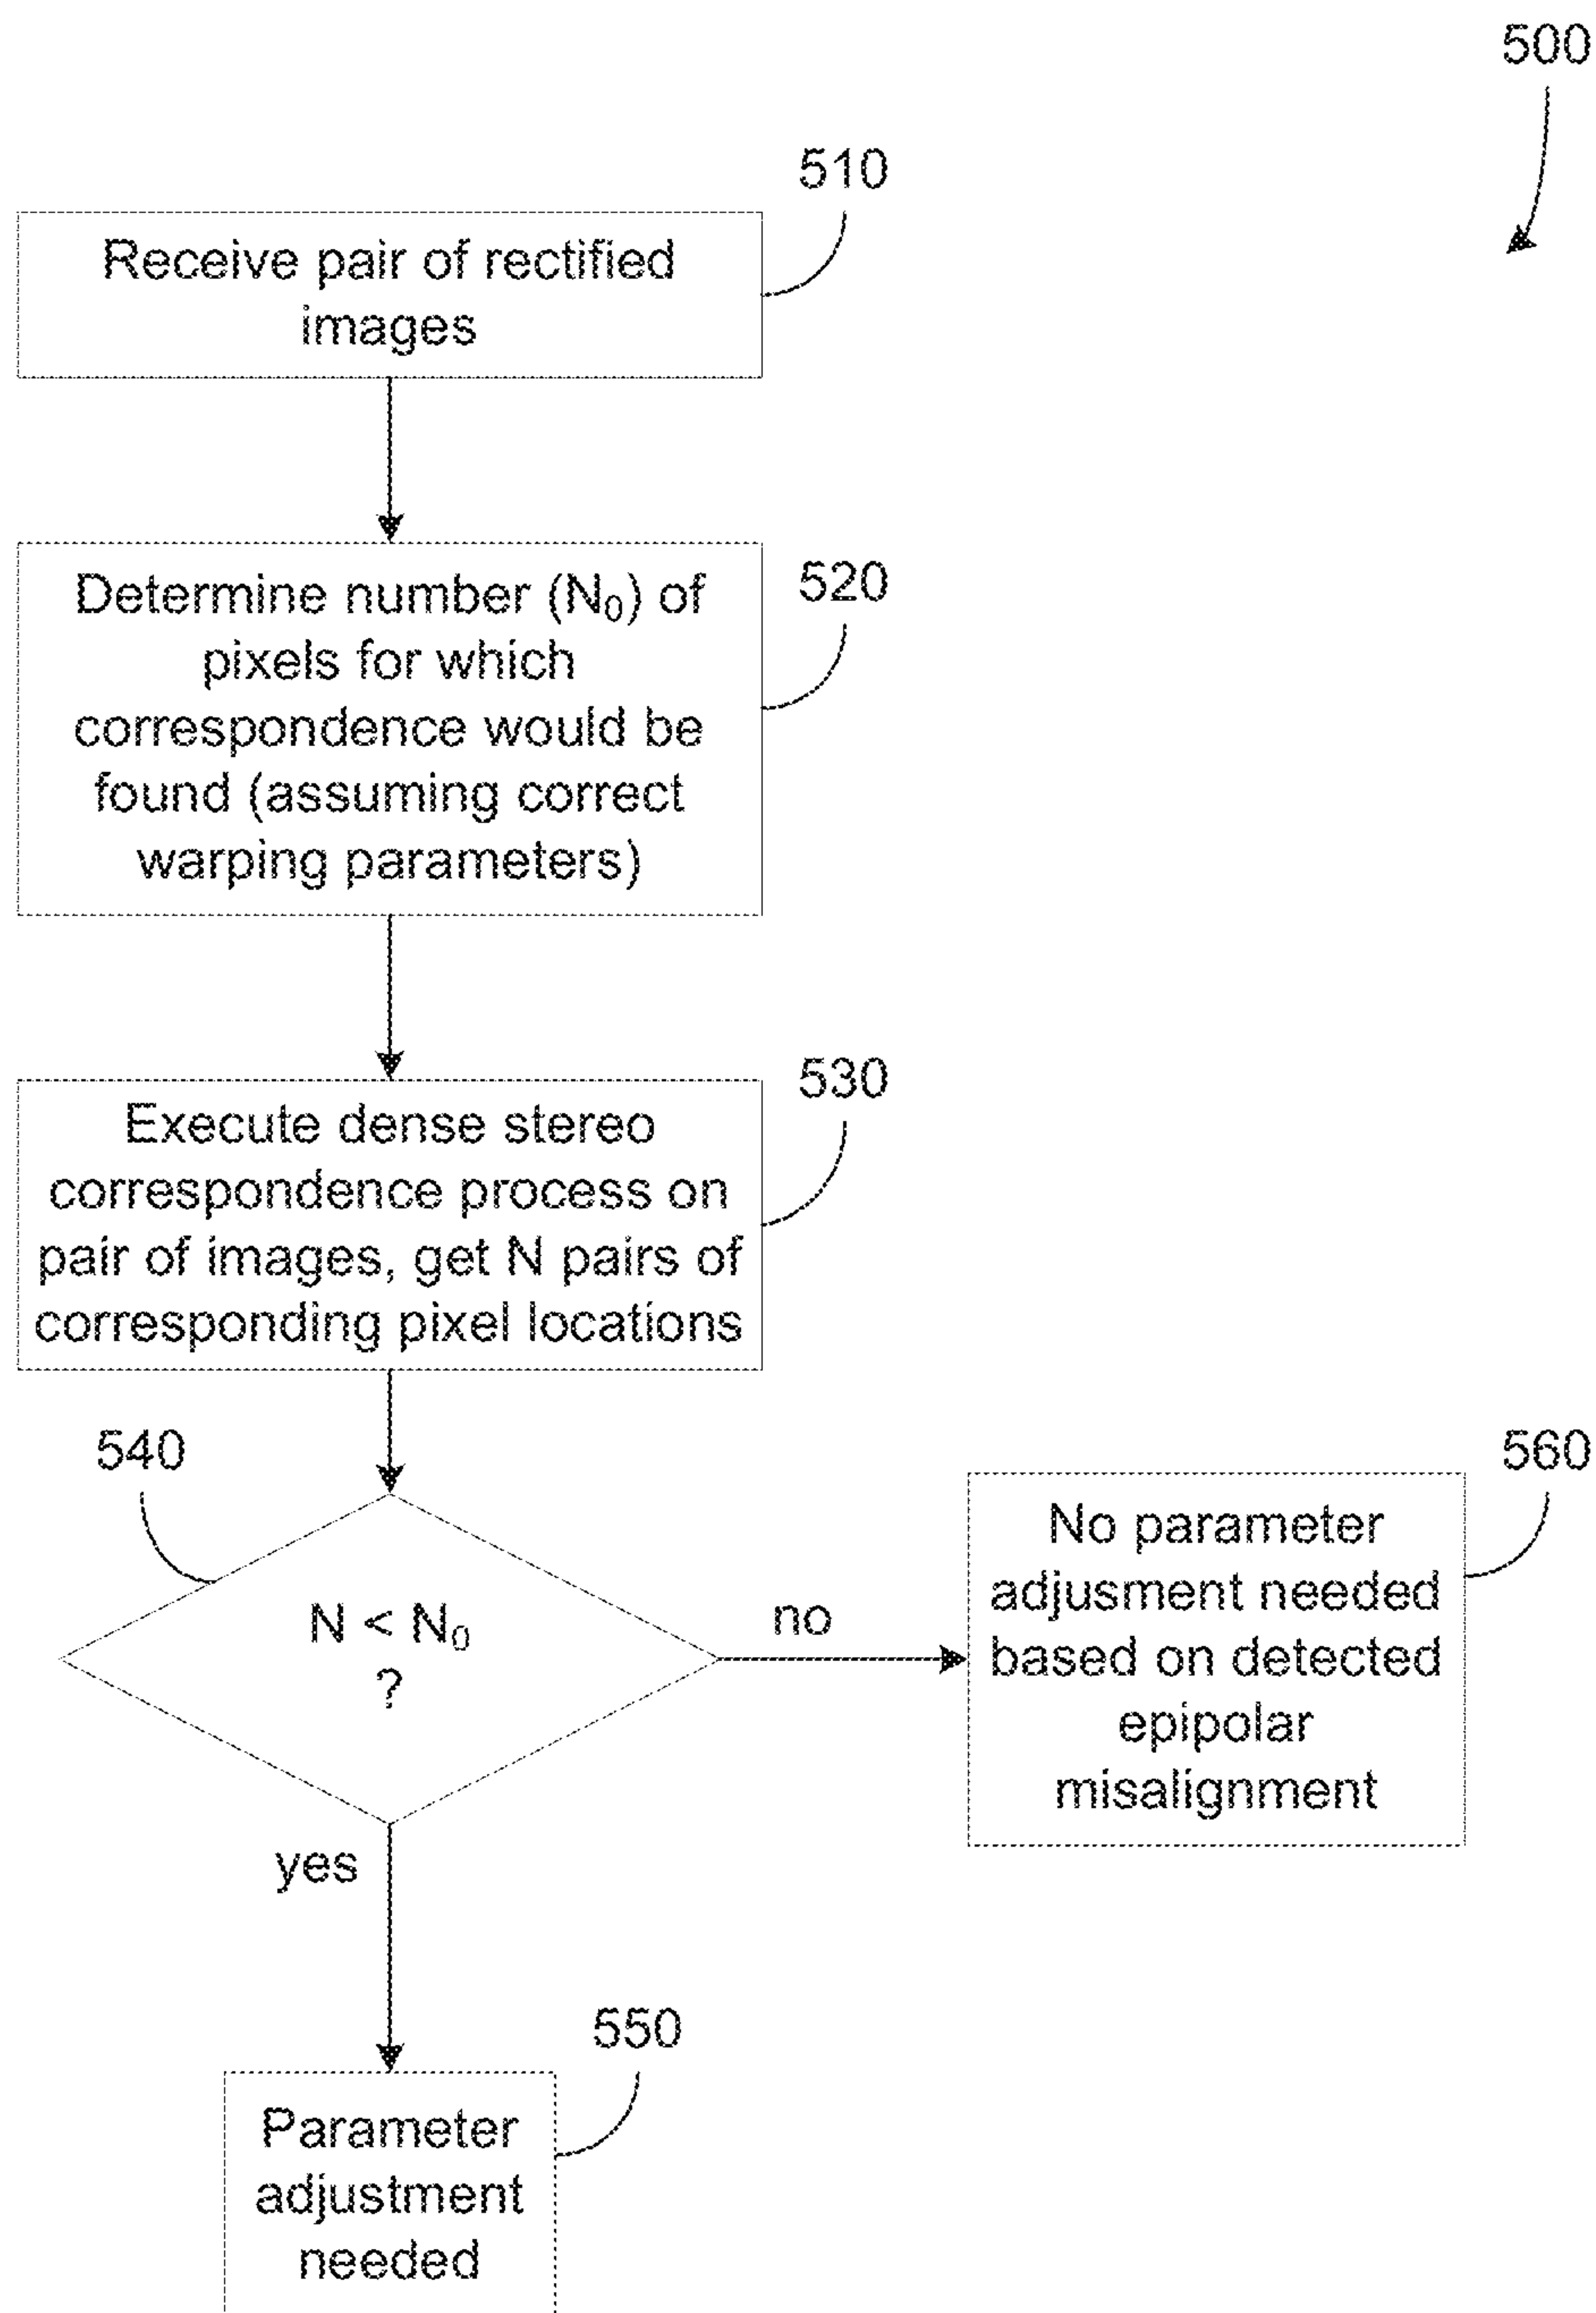 500
510
Receive pair of rectified
images
520
Determine number (N₀) of
pixels for which
correspondence would be
found (assuming correct
warping parameters)
530
Execute dense stereo
correspondence process on
pair of images, get N pairs of
corresponding pixel locations
540
N < N₀
?
no
560
No parameter
adjusment needed
based on detected
epipolar
misalignment
yes
550
Parameter
adjustment
needed